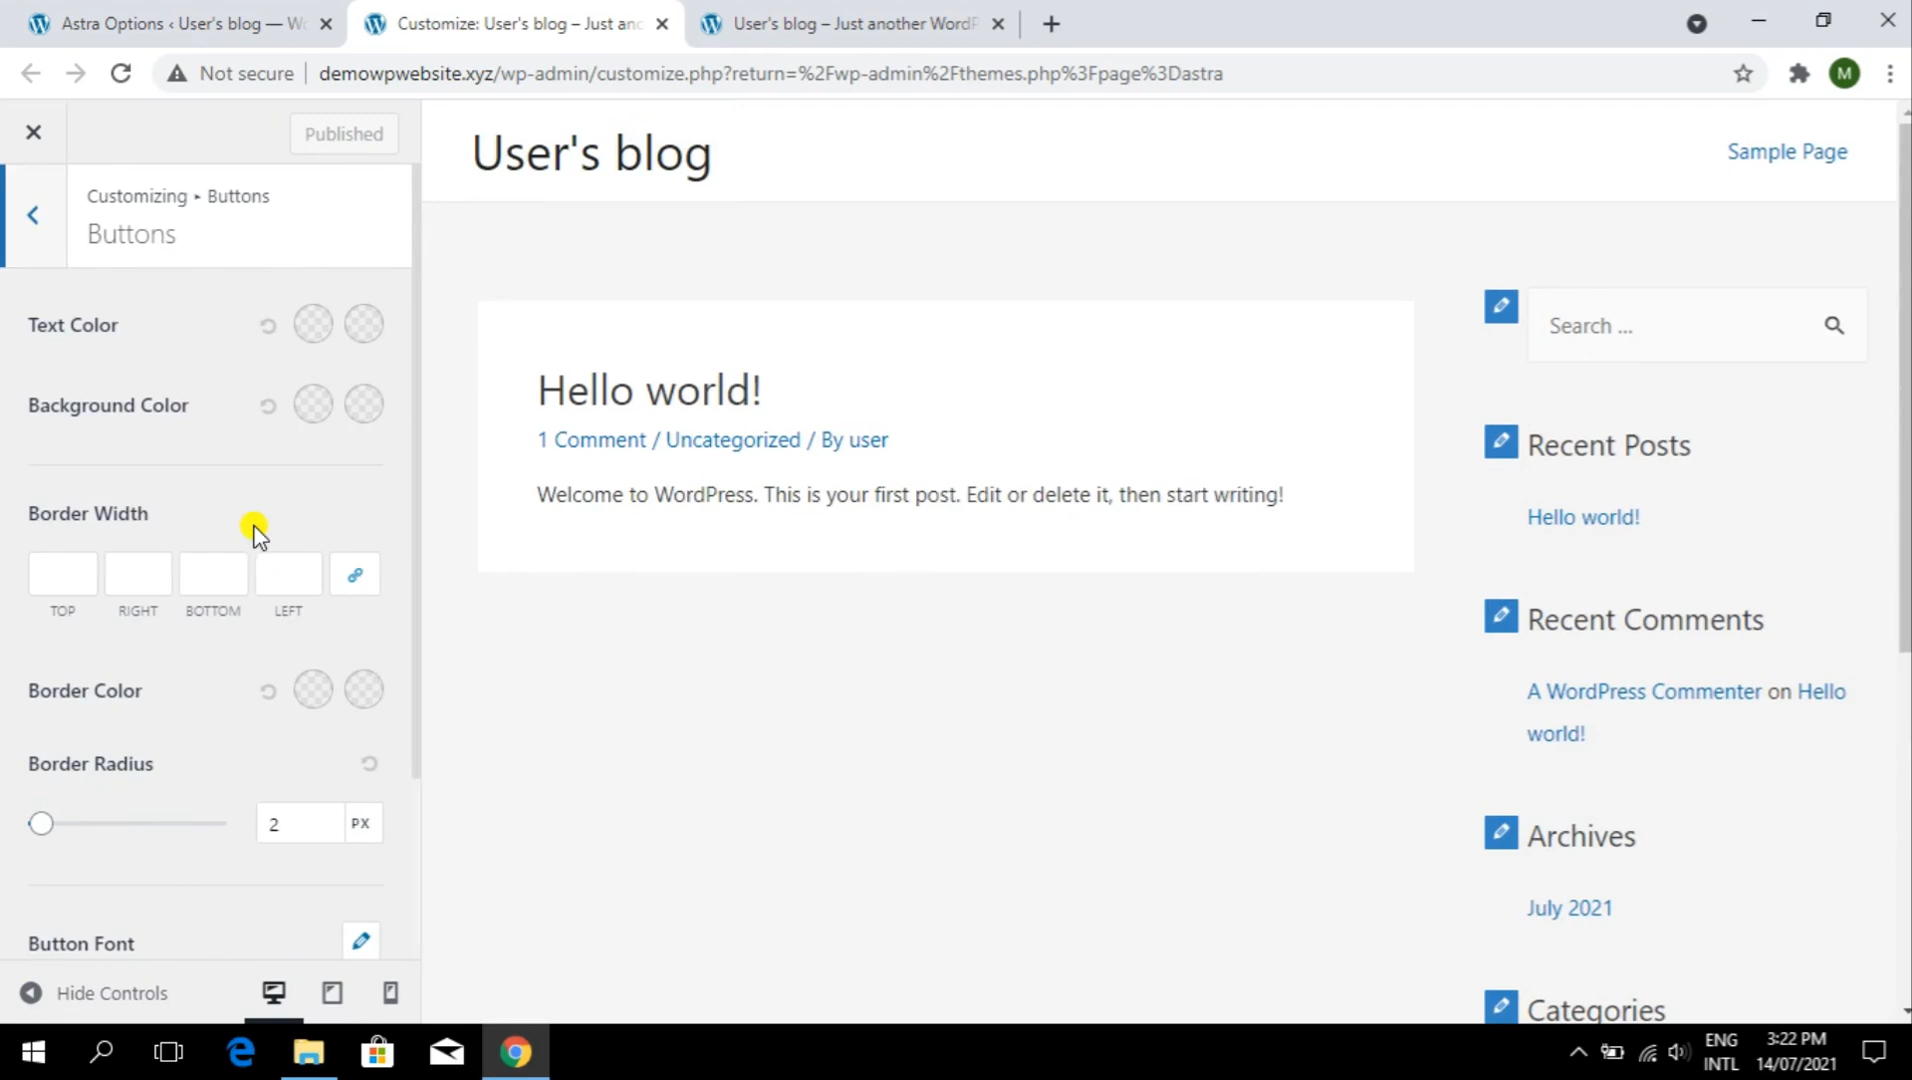 Astra Options ‹ User's blog — Wo
Customize: User's blog – Just ano
User's blog – Just another WordP
Not secure
demowpwebsite.xyz/wp-admin/customize.php?return=%2Fwp-admin%2Fthemes.php%3Fpage%3Dastra
M
Published
Customizing ▸ Buttons
Buttons
Text Color
Background Color
Border Width
TOP RIGHT BOTTOM LEFT
Border Color
Border Radius
2 PX
Button Font
Hide Controls
User's blog
Sample Page
Hello world!
1 Comment / Uncategorized / By user
Welcome to WordPress. This is your first post. Edit or delete it, then start writing!
Search ...
Recent Posts
Hello world!
Recent Comments
A WordPress Commenter on Hello
world!
Archives
July 2021
Categories
ENG
INTL
3:22 PM
14/07/2021